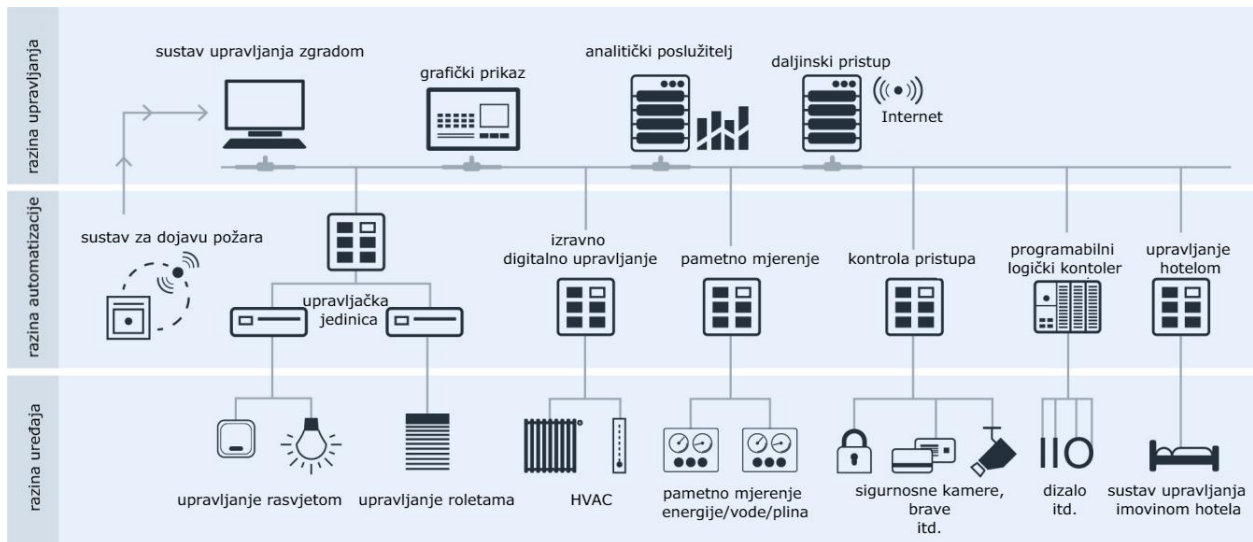 razina upravljanja
sustav upravljanja zgradom
grafički prikaz
analitički poslužitelj
daljinski pristup
Internet
razina automatizacije
sustav za dojavu požara
upravljačka
jedinica
izravno
digitalno upravljanje
pametno mjerenje
kontrola pristupa
programabilni
logički kontoler
upravljanje
hotelom
razina uređaja
upravljanje rasvjetom
upravljanje roletama
HVAC
pametno mjerenje
energije/vode/plina
sigurnosne kamere,
brave
itd.
dizalo
itd.
sustav upravljanja
imovinom hotela